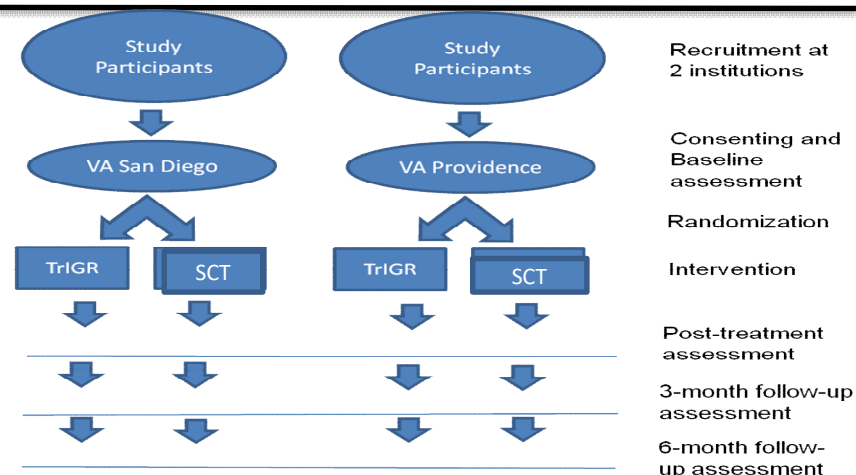 Study
Participants
Study
Participants
Recruitment at
2 institutions
VA San Diego
VA Providence
Consenting and
Baseline
assessment
Randomization
TrIGR
SCT
TrIGR
SCT
Intervention
Post-treatment
assessment
3-month follow-up
assessment
6-month follow-
up assessment